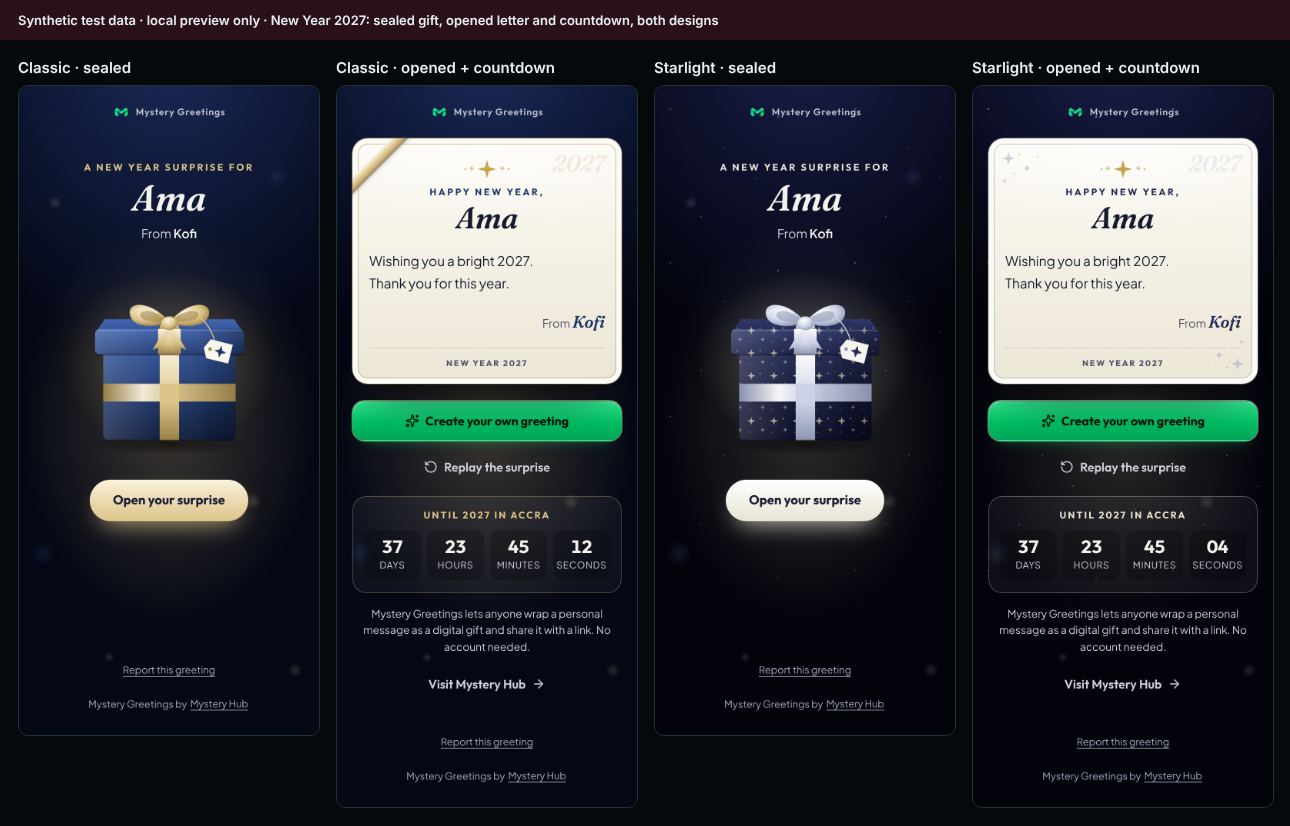 Synthetic test data · local preview only · New Year 2027: sealed gift, opened letter and countdown, both designs
Classic · sealed
Mystery Greetings
A NEW YEAR SURPRISE FOR
Ama
From Kofi
Open your surprise
Report this greeting
Mystery Greetings by Mystery Hub
Classic · opened + countdown
Mystery Greetings
2027
HAPPY NEW YEAR,
Ama
Wishing you a bright 2027.
Thank you for this year.
From Kofi
NEW YEAR 2027
Create your own greeting
Replay the surprise
UNTIL 2027 IN ACCRA
37 23 45 12
DAYS HOURS MINUTES SECONDS
Mystery Greetings lets anyone wrap a personal
message as a digital gift and share it with a link. No
account needed.
Visit Mystery Hub
Report this greeting
Mystery Greetings by Mystery Hub
Starlight · sealed
Mystery Greetings
A NEW YEAR SURPRISE FOR
Ama
From Kofi
Open your surprise
Report this greeting
Mystery Greetings by Mystery Hub
Starlight · opened + countdown
Mystery Greetings
2027
HAPPY NEW YEAR,
Ama
Wishing you a bright 2027.
Thank you for this year.
From Kofi
NEW YEAR 2027
Create your own greeting
Replay the surprise
UNTIL 2027 IN ACCRA
37 23 45 04
DAYS HOURS MINUTES SECONDS
Mystery Greetings lets anyone wrap a personal
message as a digital gift and share it with a link. No
account needed.
Visit Mystery Hub
Report this greeting
Mystery Greetings by Mystery Hub